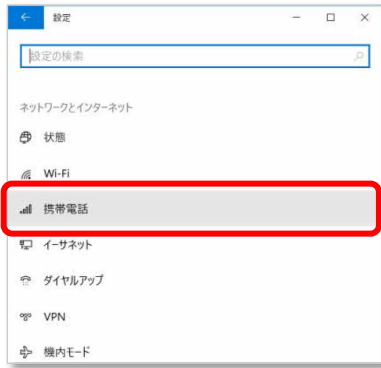 設定
設定の検索
ネットワークとインターネット
状態
Wi-Fi
携帯電話
イーサネット
ダイヤルアップ
VPN
機内モード